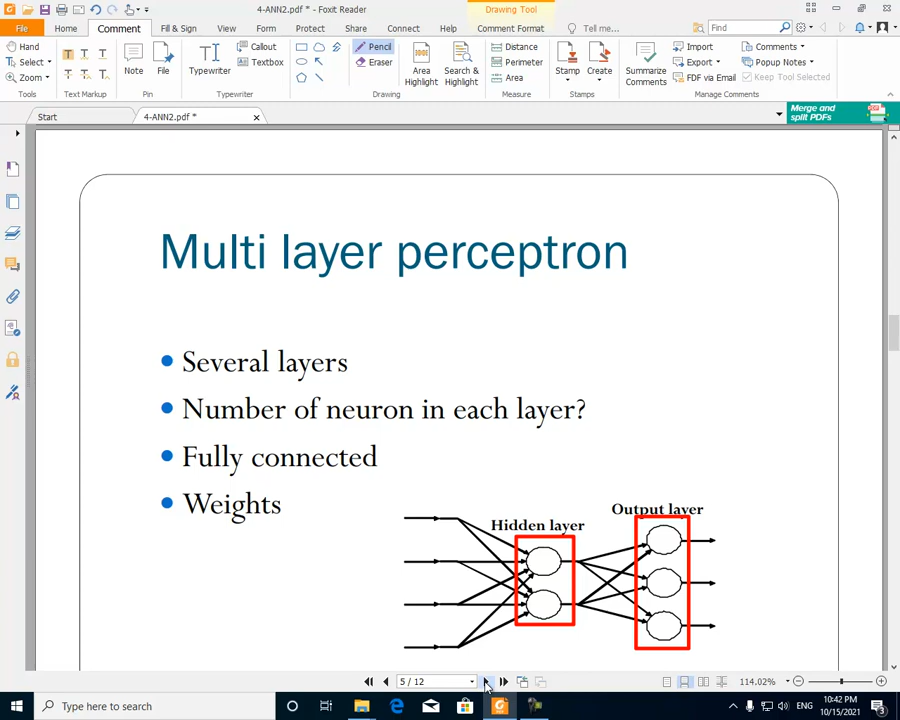 4-ANN2.pdf * - Foxit Reader
Drawing Tool
File
Home
Comment
Fill & Sign
View
Form
Protect
Share
Connect
Help
Comment Format
Tell me...
Find
Hand
Select
Zoom
Tools
T T T
T T T
Text Markup
Note
File
Pin
Typewriter
Callout
Textbox
Typewriter
Pencil
Eraser
Drawing
Area Highlight
Search & Highlight
Distance
Perimeter
Area
Measure
Stamp
Create
Stamps
Summarize Comments
Import
Export
FDF via Email
Comments
Popup Notes
Keep Tool Selected
Manage Comments
Start
4-ANN2.pdf *
Merge and
split PDFs
Multi layer perceptron
Several layers
Number of neuron in each layer?
Fully connected
Weights
Hidden layer
Output layer
5 / 12
114.02%
Type here to search
ENG
10:42 PM
10/15/2021
3